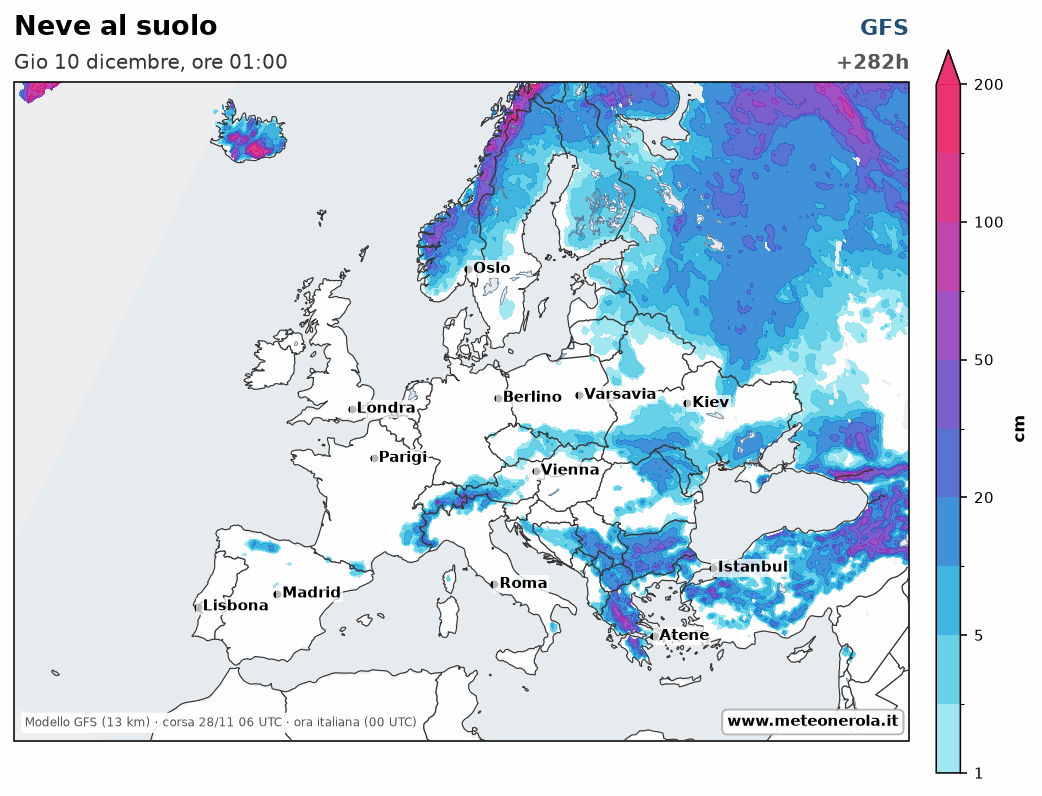 Neve al suolo
GFS
Gio 10 dicembre, ore 01:00
+282h
200
100
50
20
5
1
cm
Oslo
Londra
Berlino
Varsavia
Kiev
Parigi
Vienna
Istanbul
Roma
Madrid
Lisbona
Atene
Modello GFS (13 km) · corsa 28/11 06 UTC · ora italiana (00 UTC)
www.meteonerola.it